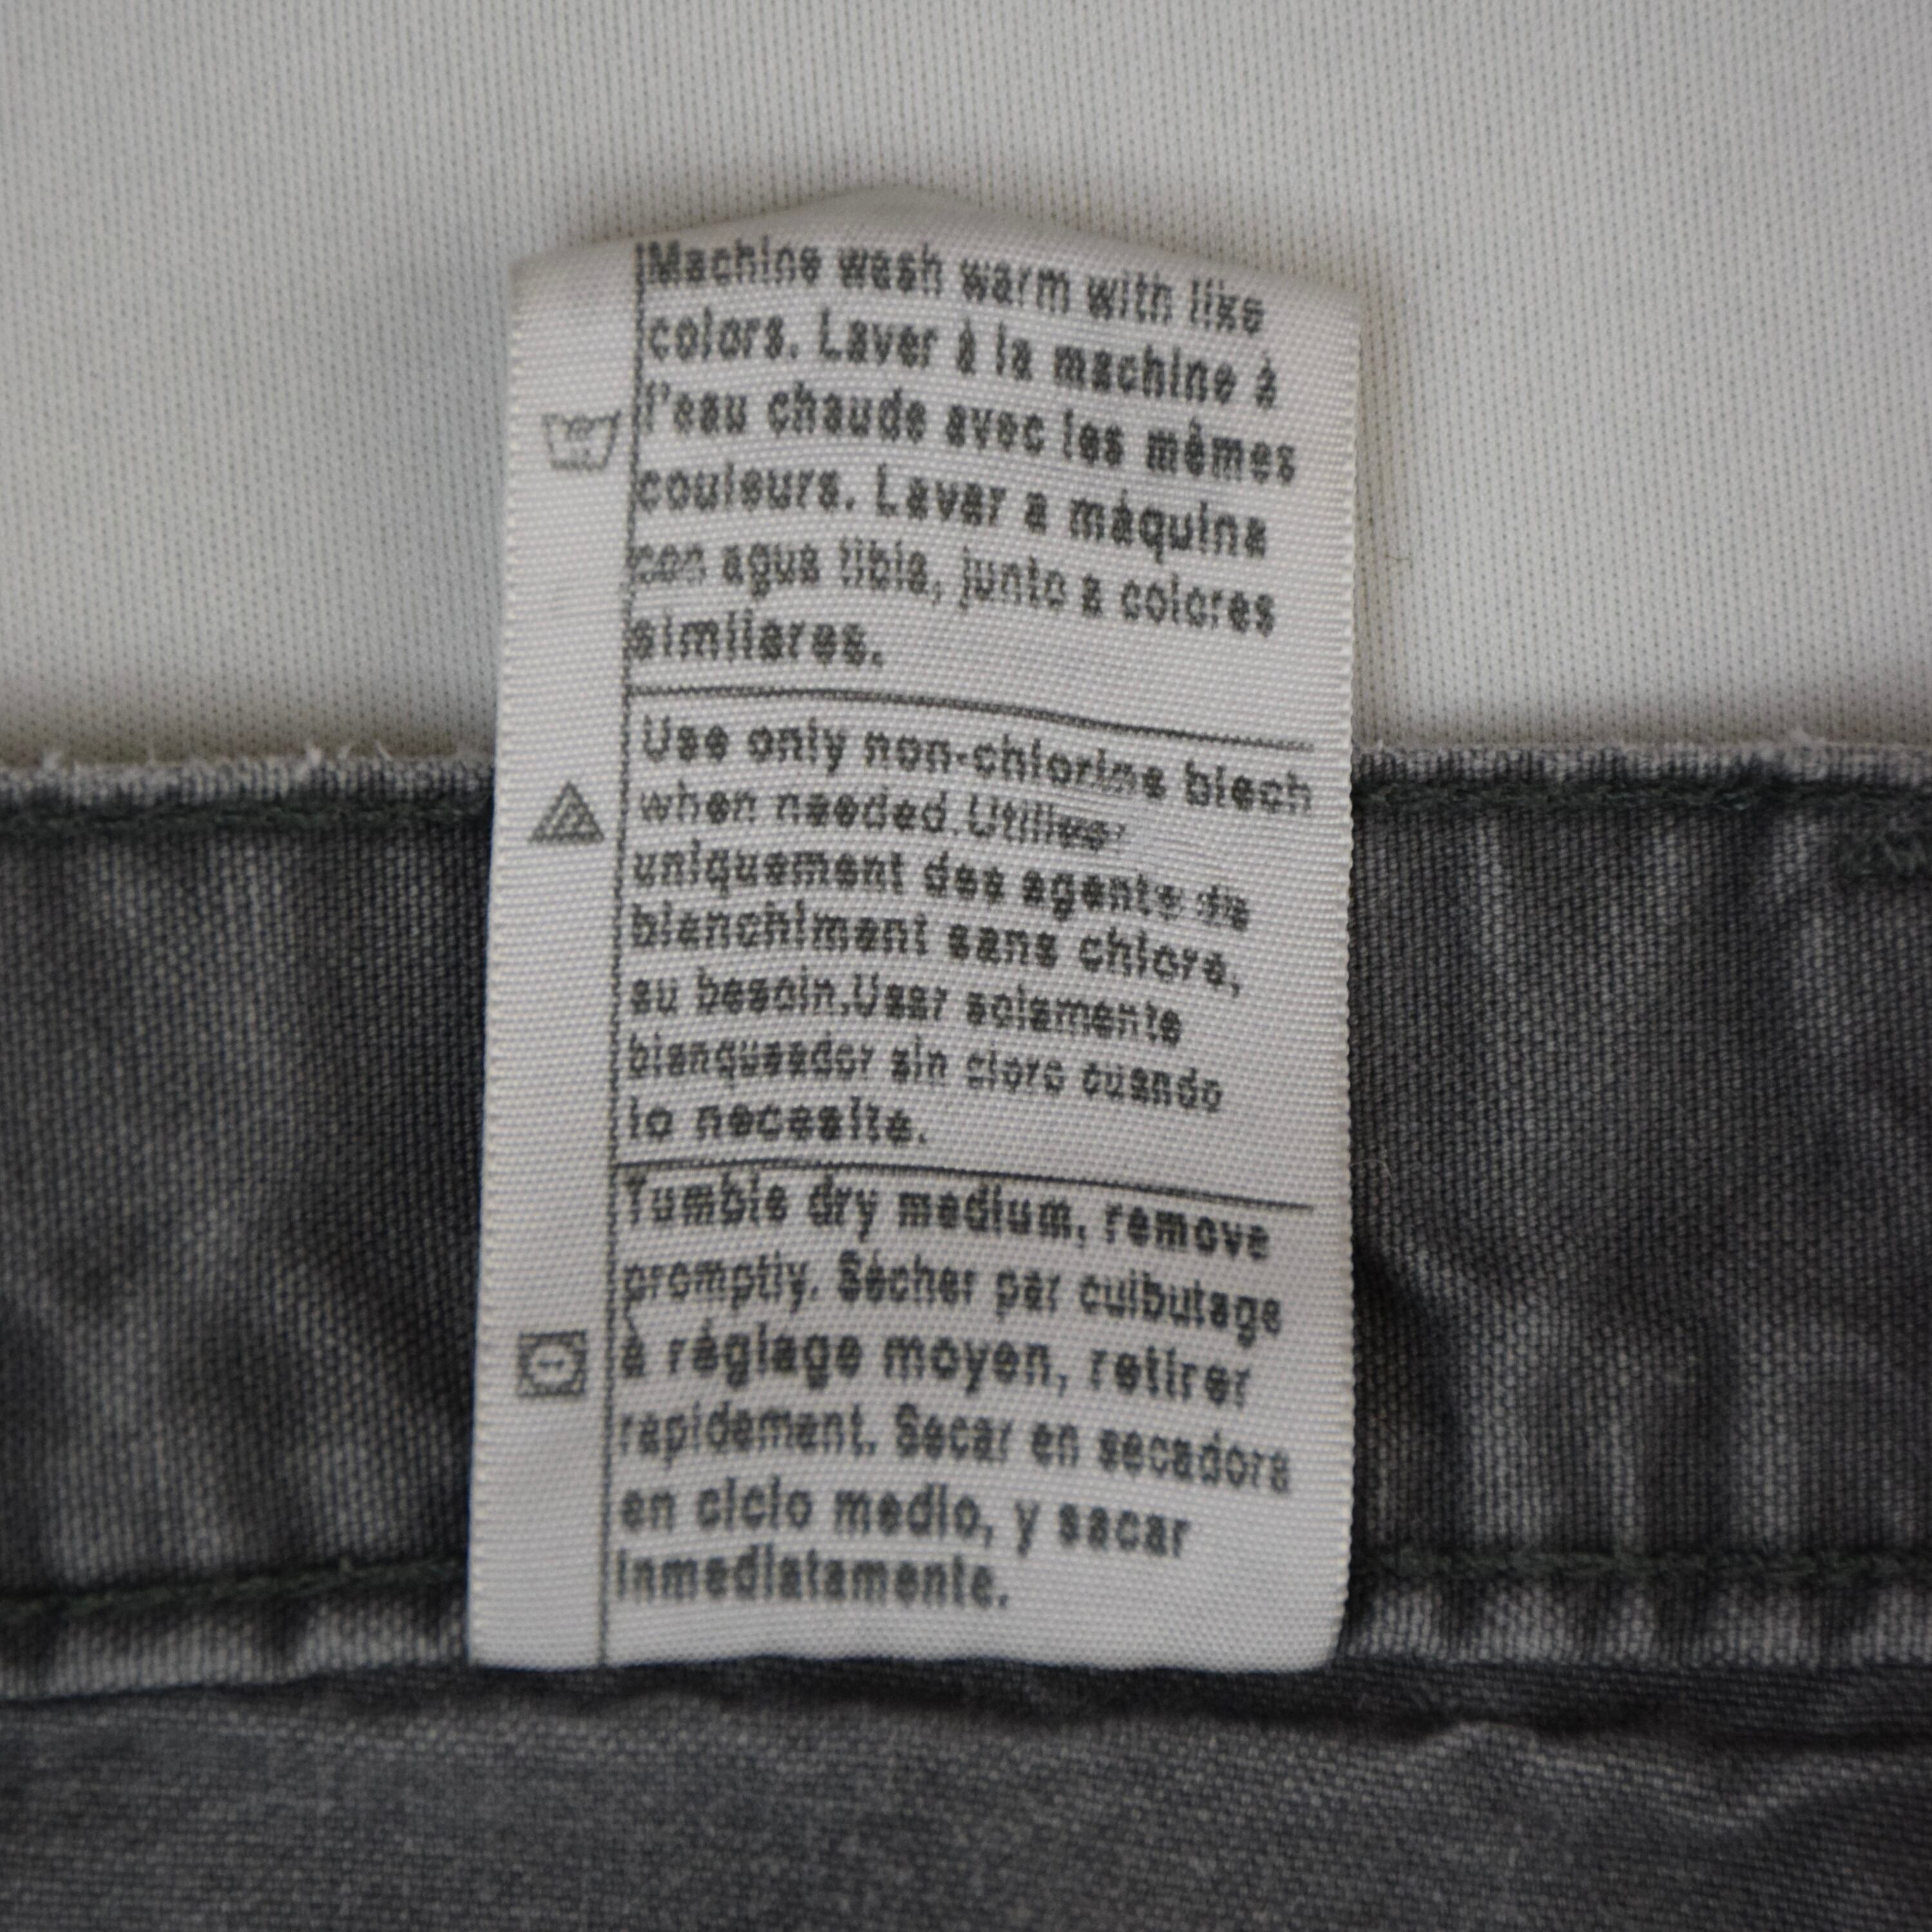 Machine wash warm with like
colors. Laver à la machine à
l'eau chaude avec les mêmes
couleurs. Lavar a máquina
con agua tibia, junto a colores
similares.
Use only non-chlorine blech
when needed.Utiliser
uniquement des agents de
blanchiment sans chlore,
au besoin.Usar solamente
blanqueador sin cloro cuando
lo necesite.
Tumble dry medium, remove
promptly. Sécher par culbutage
à réglage moyen, retirer
rapidement. Secar en secadora
en ciclo medio, y sacar
inmediatamente.